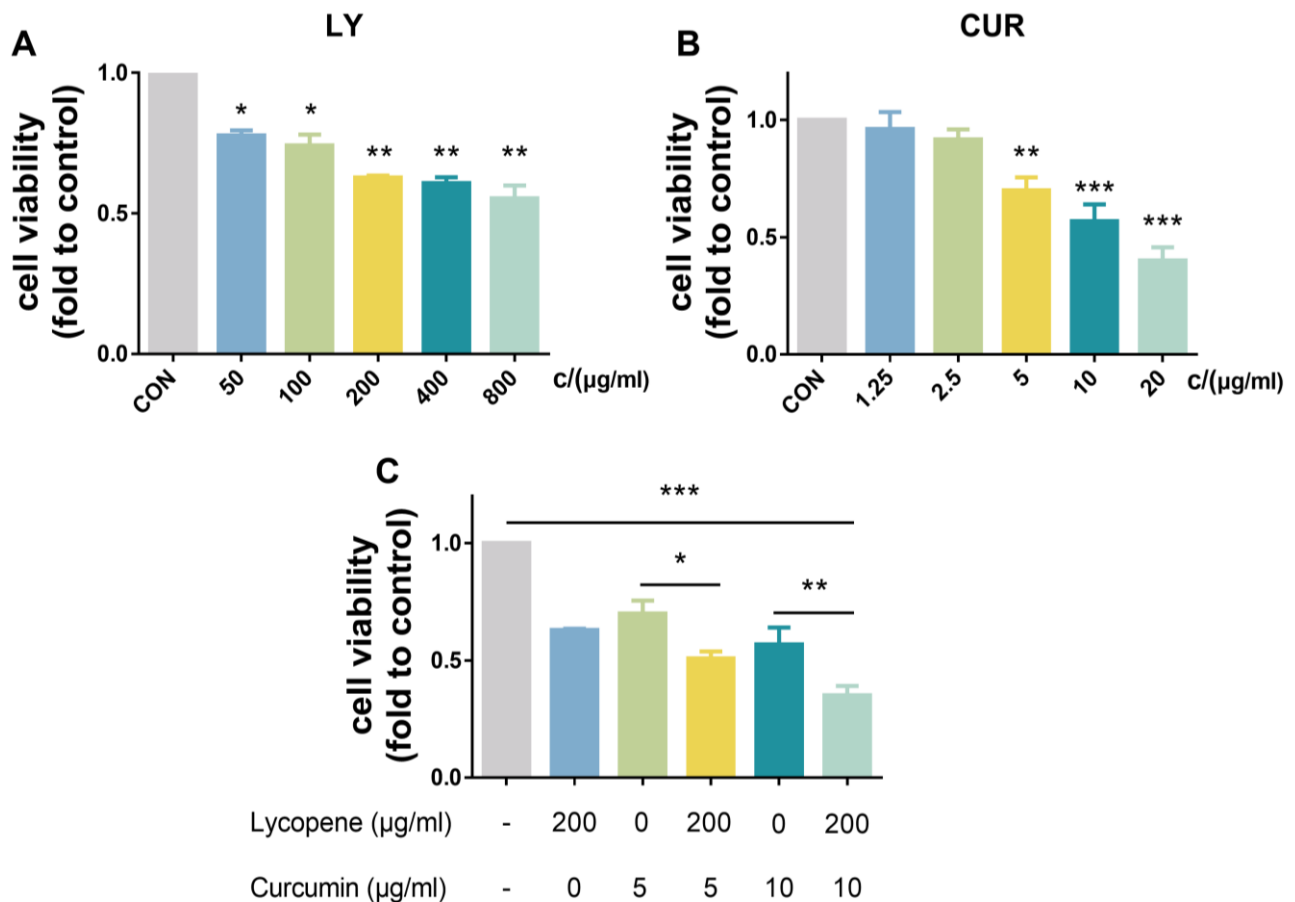 A
LY
cell viability
(fold to control)
1.0
0.5
0.0
* * ** ** **
CON 50 100 200 400 800 c/(μg/ml)
B
CUR
cell viability
(fold to control)
1.0
0.5
0.0
** *** ***
CON 1.25 2.5 5 10 20 c/(μg/ml)
C
cell viability
(fold to control)
1.0
0.5
0.0
***
* **
Lycopene (μg/ml) - 200 0 200 0 200
Curcumin (μg/ml) - 0 5 5 10 10